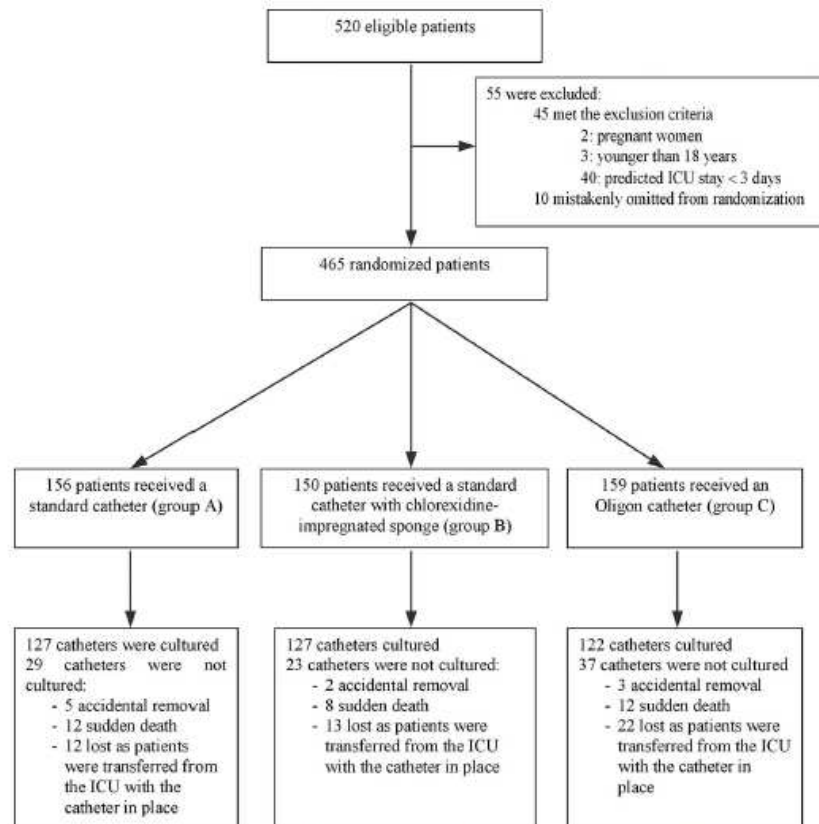 520 eligible patients
55 were excluded:
45 met the exclusion criteria
2: pregnant women
3: younger than 18 years
40: predicted ICU stay < 3 days
10 mistakenly omitted from randomization
465 randomized patients
156 patients received a
standard catheter (group A)
150 patients received a standard
catheter with chlorexidine-
impregnated sponge (group B)
159 patients received an
Oligon catheter (group C)
127 catheters were cultured
29 catheters were not
cultured:
- 5 accidental removal
- 12 sudden death
- 12 lost as patients
were transferred from
the ICU with the
catheter in place
127 catheters cultured
23 catheters were not cultured:
- 2 accidental removal
- 8 sudden death
- 13 lost as patients were
transferred from the ICU
with the catheter in place
122 catheters cultured
37 catheters were not cultured
- 3 accidental removal
- 12 sudden death
- 22 lost as patients were
transferred from the ICU
with the catheter in
place